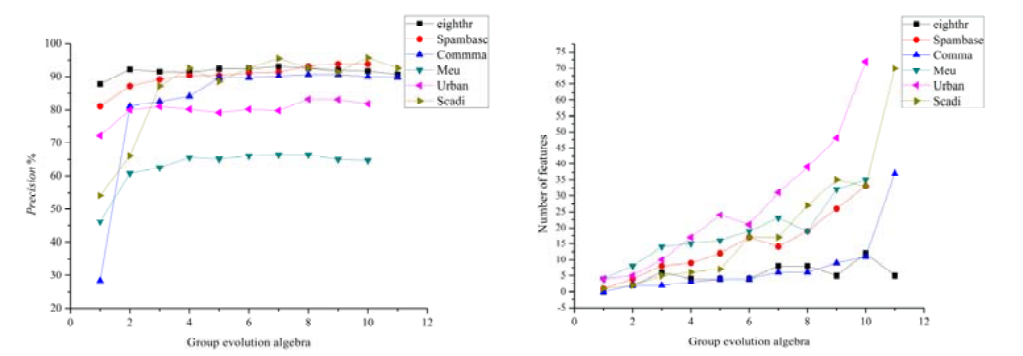 eighthr
Spambasc
Commma
Meu
Urban
Scadi
100
90
80
70
60
50
40
30
20
Precision %
0
2
4
6
8
10
12
Group evolution algebra
eighthr
Spambase
Comma
Meu
Urban
Scadi
75
70
65
60
55
50
45
40
35
30
25
20
15
10
5
0
-5
Number of features
0
2
4
6
8
10
12
Group evolution algebra